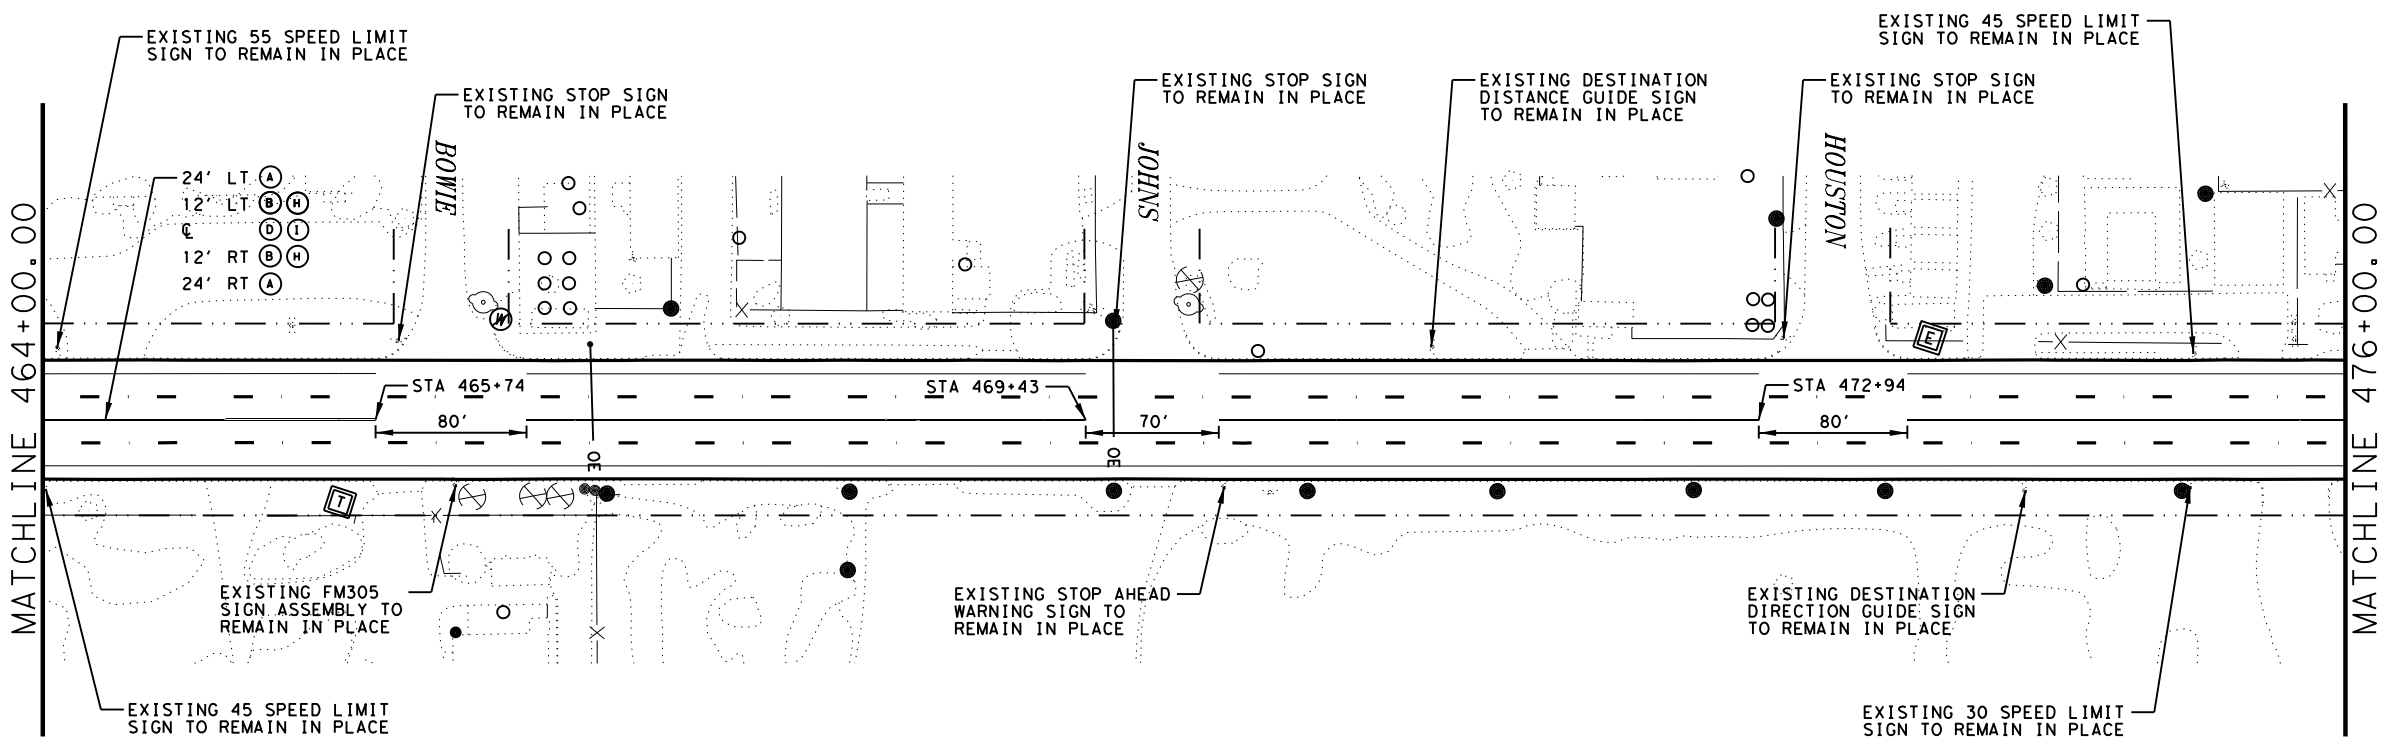 EXISTING 55 SPEED LIMIT
SIGN TO REMAIN IN PLACE
EXISTING STOP SIGN
TO REMAIN IN PLACE
EXISTING STOP SIGN
TO REMAIN IN PLACE
EXISTING DESTINATION
DISTANCE GUIDE SIGN
TO REMAIN IN PLACE
EXISTING STOP SIGN
TO REMAIN IN PLACE
EXISTING 45 SPEED LIMIT
SIGN TO REMAIN IN PLACE
MATCHLINE 464+00.00
24' LT A
12' LT B H
℄ D I
12' RT B H
24' RT A
BOWIE
JOHNS
HOUSTON
W
E
STA 465+74
80'
STA 469+43
70'
STA 472+94
80'
OE
OE
T
MATCHLINE 476+00.00
EXISTING FM305
SIGN ASSEMBLY TO
REMAIN IN PLACE
EXISTING STOP AHEAD
WARNING SIGN TO
REMAIN IN PLACE
EXISTING DESTINATION
DIRECTION GUIDE SIGN
TO REMAIN IN PLACE
EXISTING 45 SPEED LIMIT
SIGN TO REMAIN IN PLACE
EXISTING 30 SPEED LIMIT
SIGN TO REMAIN IN PLACE